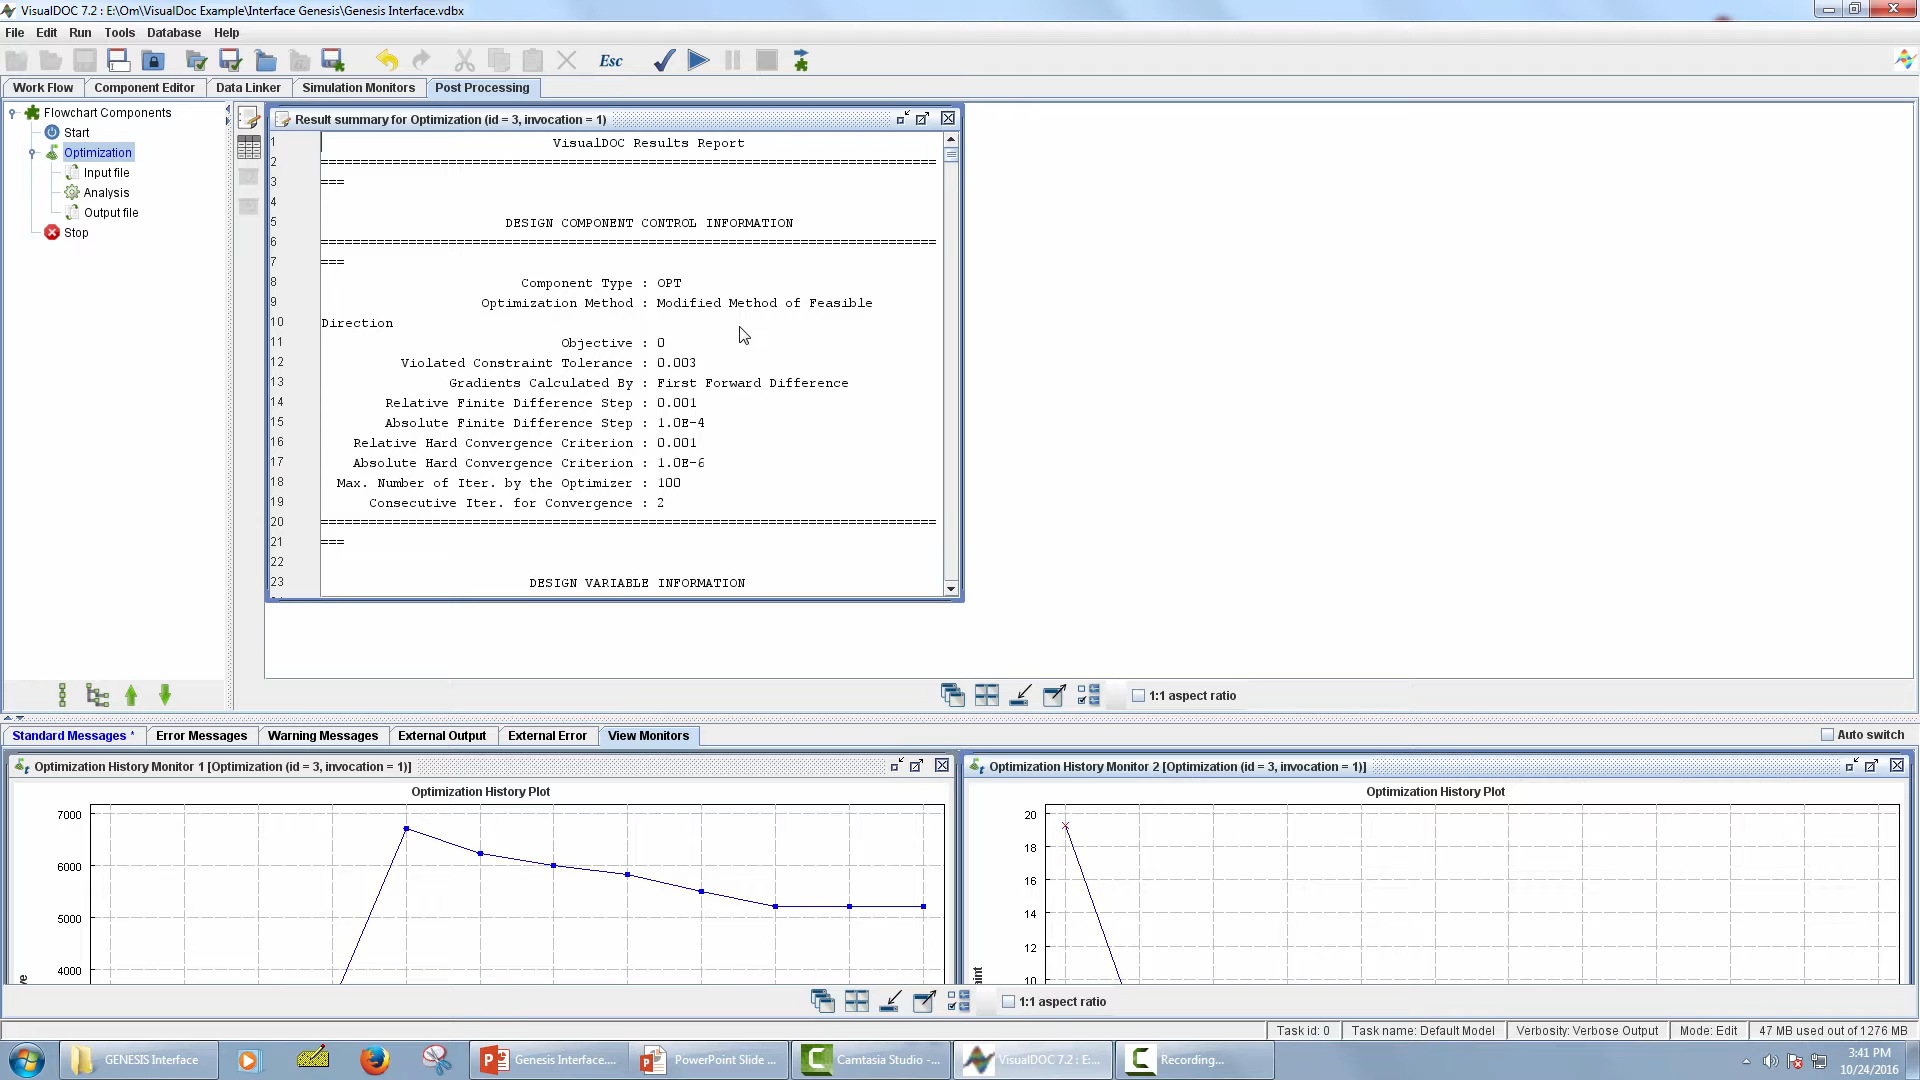 VisualDOC 7.2 : E:\Om\VisualDoc Example\Interface Genesis\Genesis Interface.vdbx
File Edit Run Tools Database Help
Esc
Work Flow Component Editor Data Linker Simulation Monitors Post Processing
Flowchart Components
Start
Optimization
Input file
Analysis
Output file
Stop
Result summary for Optimization (id = 3, invocation = 1)
1 VisualDOC Results Report
2 =============================================================================
3 ===
4
5 DESIGN COMPONENT CONTROL INFORMATION
6 =============================================================================
7 ===
8 Component Type : OPT
9 Optimization Method : Modified Method of Feasible
10 Direction
11 Objective : 0
12 Violated Constraint Tolerance : 0.003
13 Gradients Calculated By : First Forward Difference
14 Relative Finite Difference Step : 0.001
15 Absolute Finite Difference Step : 1.0E-4
16 Relative Hard Convergence Criterion : 0.001
17 Absolute Hard Convergence Criterion : 1.0E-6
18 Max. Number of Iter. by the Optimizer : 100
19 Consecutive Iter. for Convergence : 2
20 =============================================================================
21 ===
22
23 DESIGN VARIABLE INFORMATION
1:1 aspect ratio
Standard Messages * Error Messages Warning Messages External Output External Error View Monitors Auto switch
Optimization History Monitor 1 [Optimization (id = 3, invocation = 1)]
Optimization History Plot
7000
6000
5000
4000
Optimization History Monitor 2 [Optimization (id = 3, invocation = 1)]
Optimization History Plot
20
18
16
14
12
10
1:1 aspect ratio
Task id: 0 Task name: Default Model Verbosity: Verbose Output Mode: Edit 47 MB used out of 1276 MB
GENESIS Interface Genesis Interface.... PowerPoint Slide ... Camtasia Studio -... VisualDOC 7.2 : E:... Recording...
3:41 PM
10/24/2016